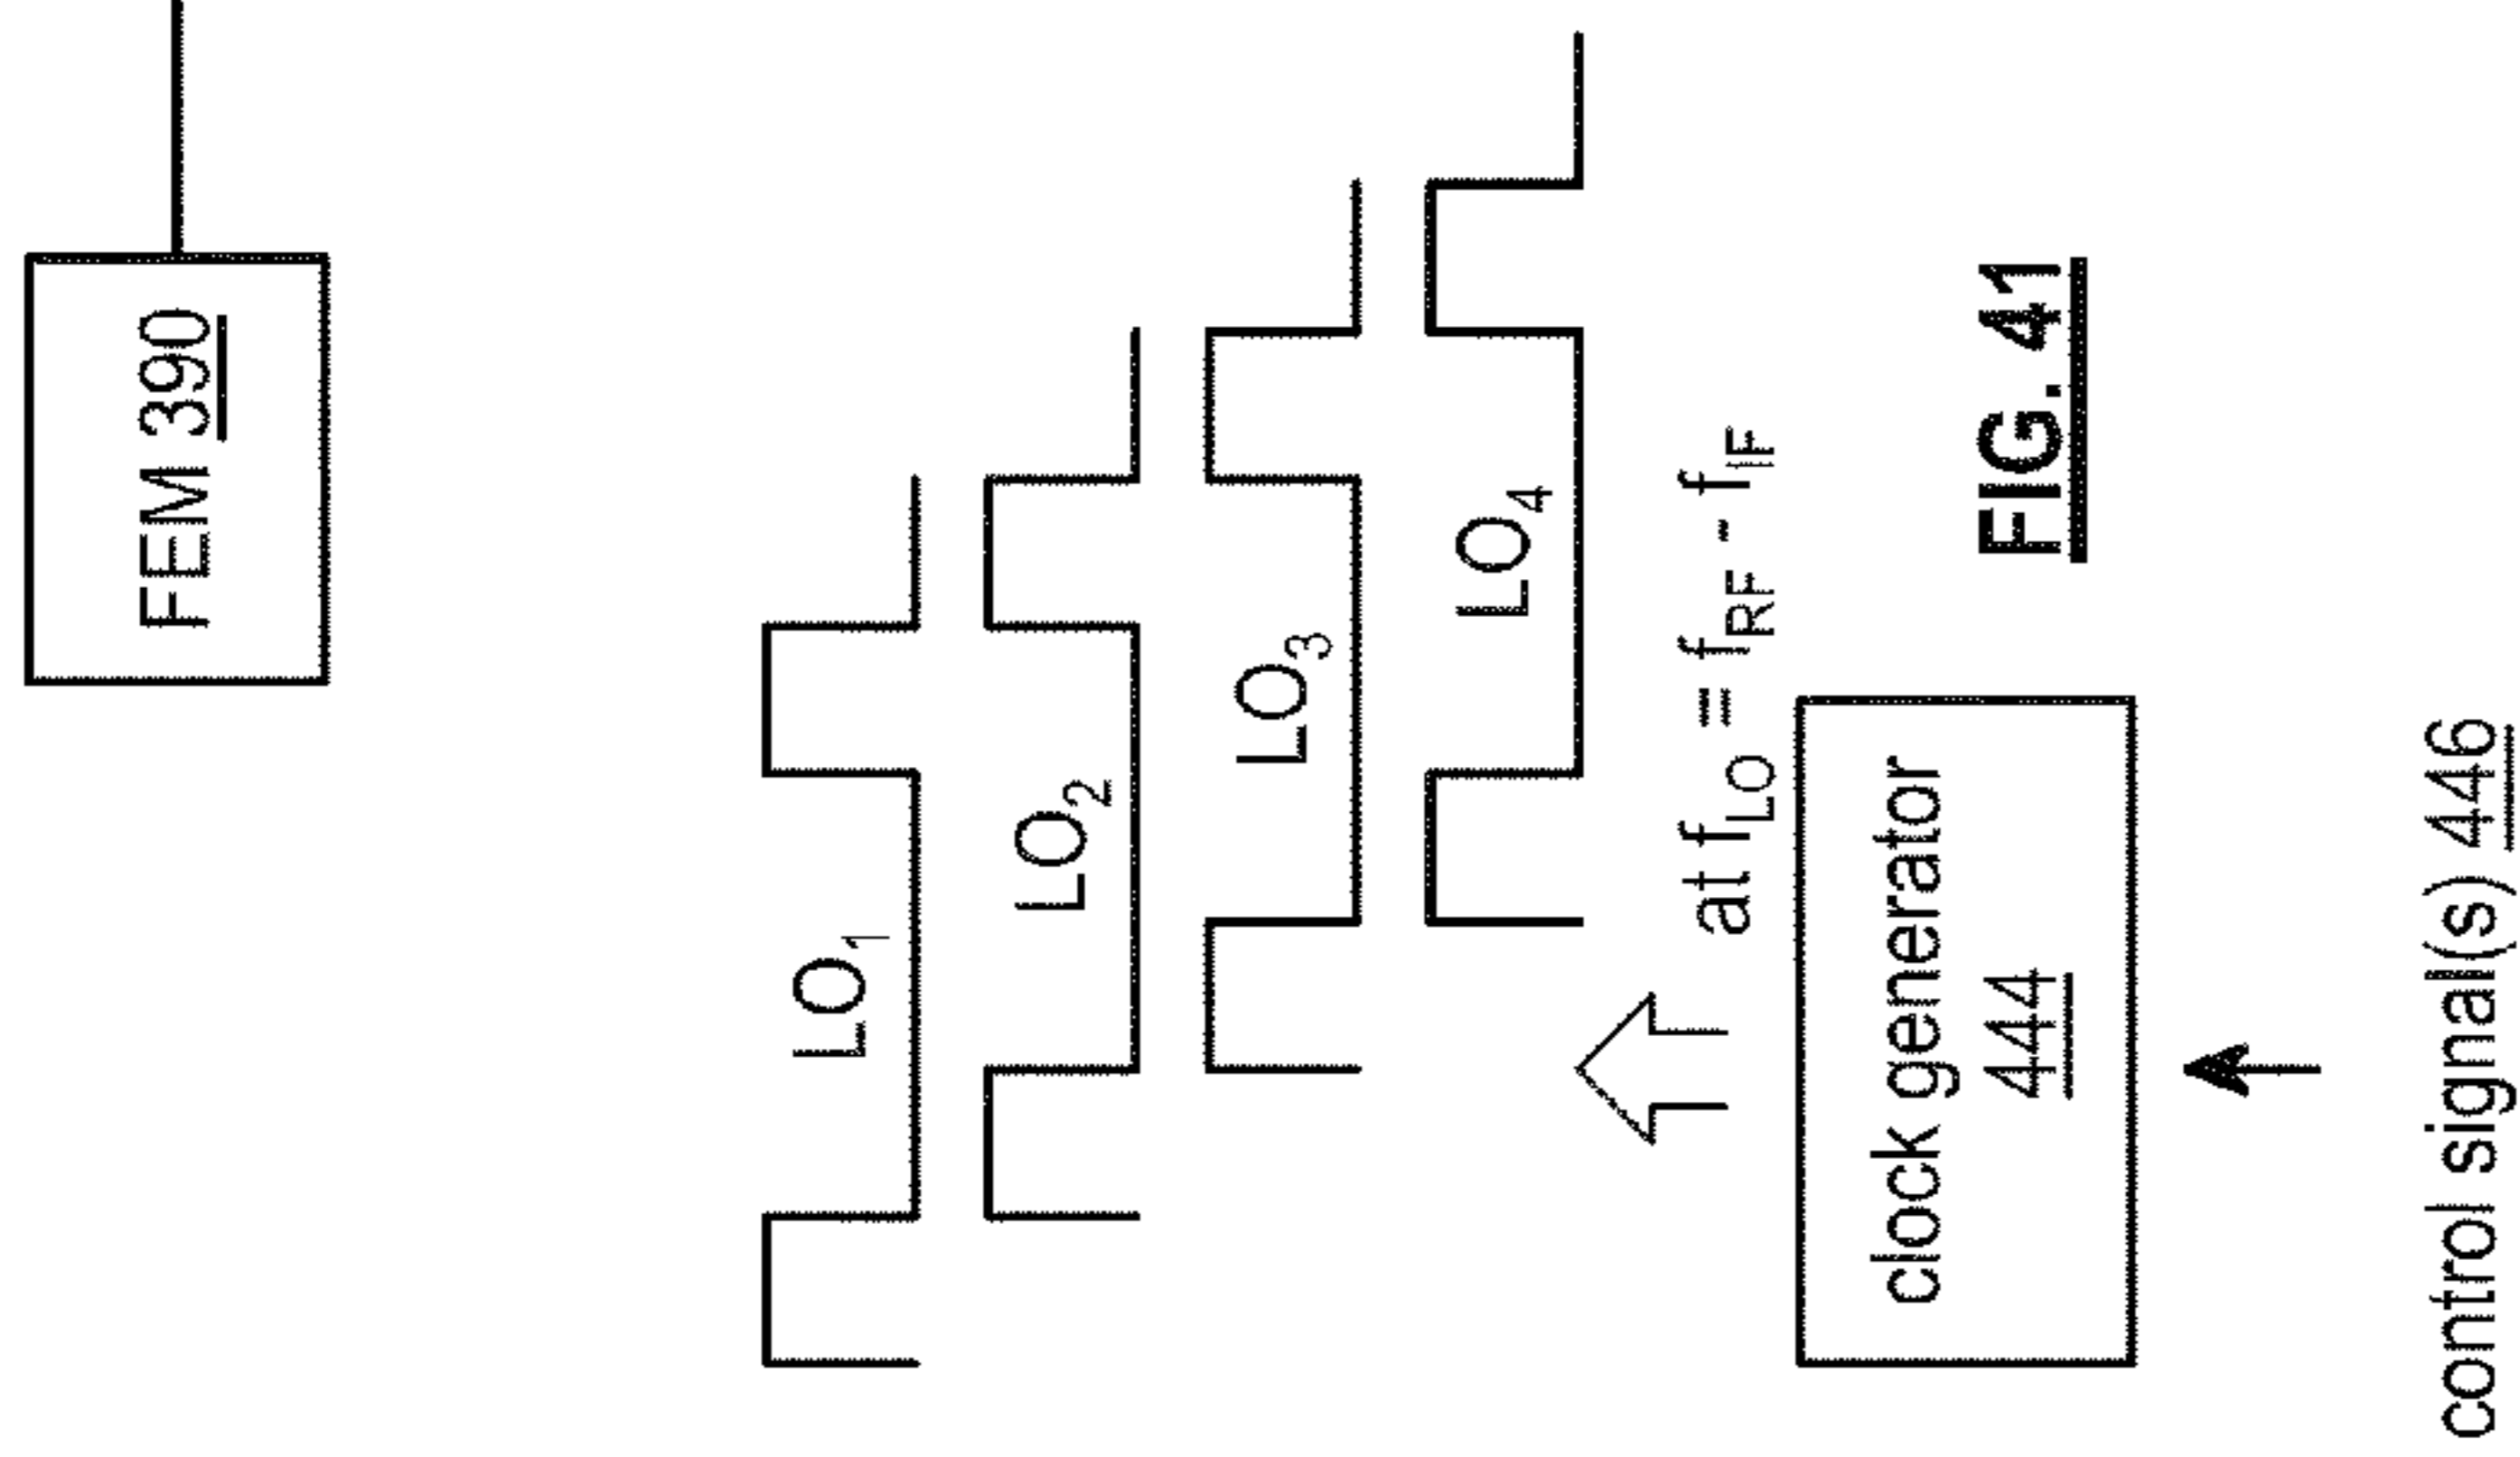 FEM 390
LO1
LO2
LO3
LO4
at fLO = fRF - fIF
clock generator
444
FIG. 41
control signal(s) 446